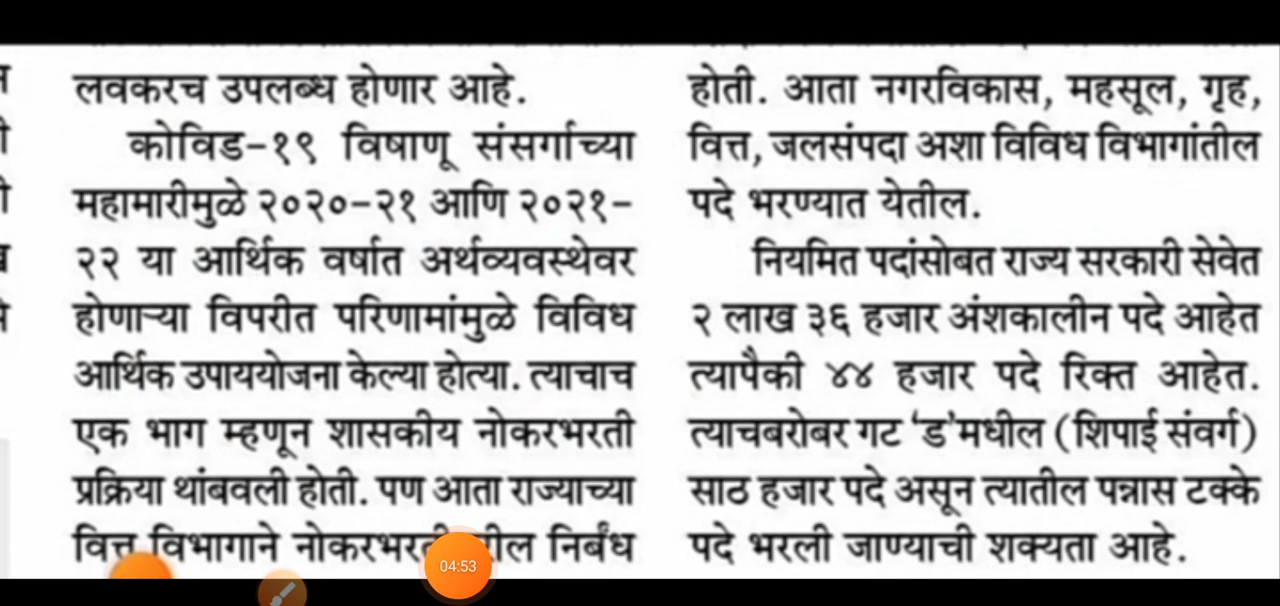 लवकरच उपलब्ध होणार आहे.
कोविड-१९ विषाणू संसर्गाच्या
महामारीमुळे २०२०-२१ आणि २०२१-
२२ या आर्थिक वर्षात अर्थव्यवस्थेवर
होणाऱ्या विपरीत परिणामांमुळे विविध
आर्थिक उपाययोजना केल्या होत्या. त्याचाच
एक भाग म्हणून शासकीय नोकरभरती
प्रक्रिया थांबवली होती. पण आता राज्याच्या
वित्त विभागाने निर्बंध
होती. आता नगरविकास, महसूल, गृह,
वित्त, जलसंपदा अशा विविध विभागांतील
पदे भरण्यात येतील.
नियमित पदांसोबत राज्य सरकारी सेवेत
२ लाख ३६ हजार अंशकालीन पदे आहेत
त्यापैकी ४४ हजार पदे रिक्त आहेत.
त्याचबरोबर गट 'ड'मधील (शिपाई संवर्ग)
साठ हजार पदे असून त्यातील पन्नास टक्के
पदे भरली जाण्याची शक्यता आहे.
04:53